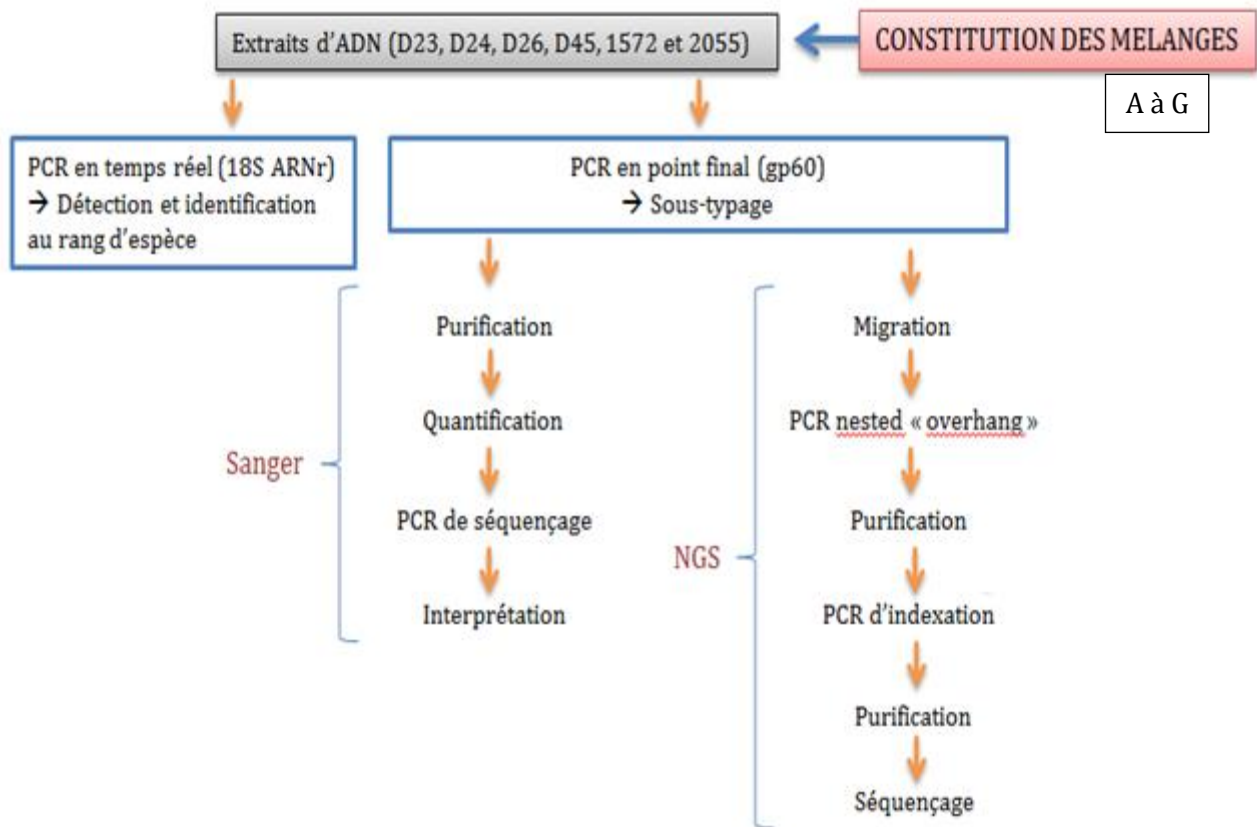 Extraits d'ADN (D23, D24, D26, D45, 1572 et 2055)
CONSTITUTION DES MELANGES
A à G
PCR en temps réel (18S ARNr)
→ Détection et identification
au rang d'espèce
PCR en point final (gp60)
→ Sous-typage
Sanger
Purification
Quantification
PCR de séquençage
Interprétation
NGS
Migration
PCR nested « overhang »
Purification
PCR d'indexation
Purification
Séquençage